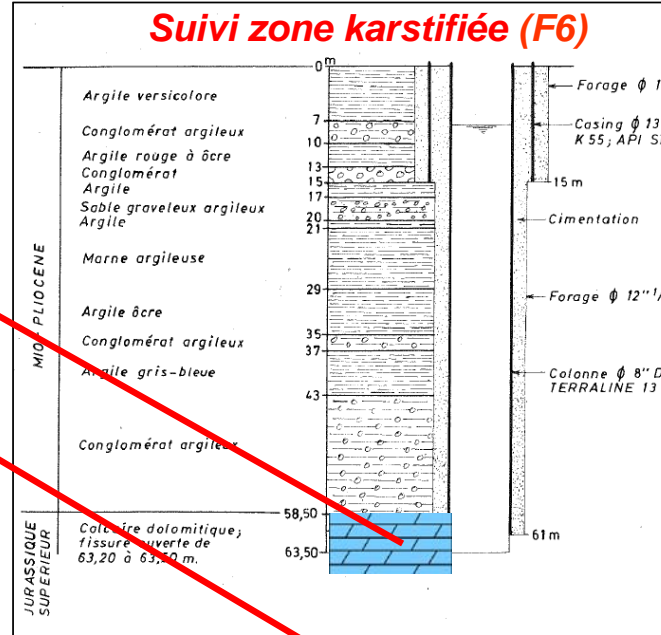 Suivi zone karstifiée (F6)
m
0
Argile versicolore
7
Conglomérat argileux
10
Argile rouge à ôcre
13
Conglomérat
15
Argile
17
Sable graveleux argileux
20
Argile
21
Marne argileuse
29
Argile ôcre
35
Conglomérat argileux
37
Argile gris-bleue
43
Conglomérat argileux
58,50
Calcaire dolomitique;
fissure ouverte de
63,20 à 63,50 m.
63,50
MIO-PLIOCENE
JURASSIQUE
SUPERIEUR
Forage ϕ 1
Casing ϕ 13
K 55; API S
15 m
Cimentation
Forage ϕ 12"1/
Colonne ϕ 8" D
TERRALINE 13
61 m